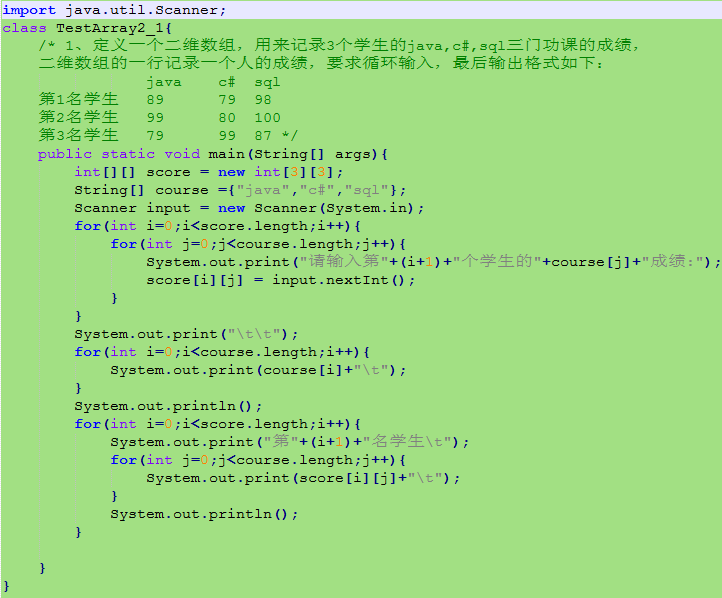 import java.util.Scanner;
class TestArray2_1{
    /* 1、定义一个二维数组，用来记录3个学生的java,c#,sql三门功课的成绩，
    二维数组的一行记录一个人的成绩，要求循环输入，最后输出格式如下：
                java    c#  sql
    第1名学生   89      79  98
    第2名学生   99      80  100
    第3名学生   79      99  87 */
    public static void main(String[] args){
        int[][] score = new int[3][3];
        String[] course ={"java","c#","sql"};
        Scanner input = new Scanner(System.in);
        for(int i=0;i<score.length;i++){
            for(int j=0;j<course.length;j++){
                System.out.print("请输入第"+(i+1)+"个学生的"+course[j]+"成绩:");
                score[i][j] = input.nextInt();
            }
        }
        System.out.print("\t\t");
        for(int i=0;i<course.length;i++){
            System.out.print(course[i]+"\t");
        }
        System.out.println();
        for(int i=0;i<score.length;i++){
            System.out.print("第"+(i+1)+"名学生\t");
            for(int j=0;j<course.length;j++){
                System.out.print(score[i][j]+"\t");
            }
            System.out.println();
        }

    }
}